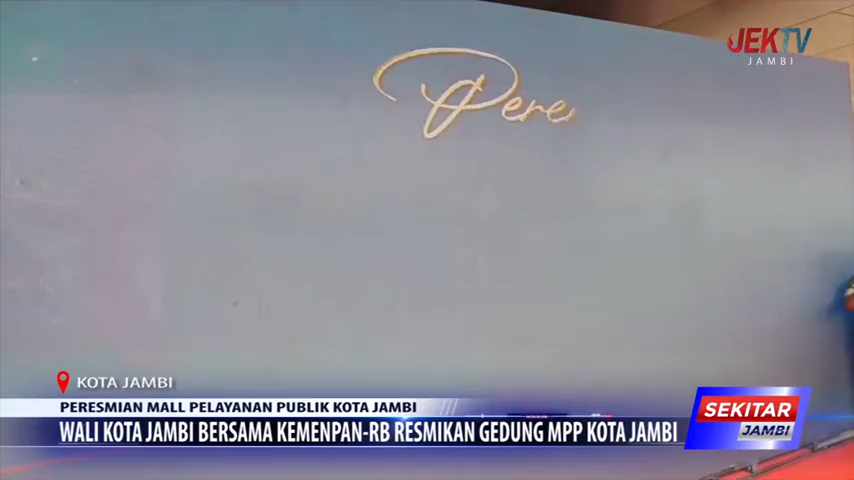 JEKTV
JAMBI
Peres
KOTA JAMBI
PERESMIAN MALL PELAYANAN PUBLIK KOTA JAMBI
WALI KOTA JAMBI BERSAMA KEMENPAN-RB RESMIKAN GEDUNG MPP KOTA JAMBI
SEKITAR
JAMBI